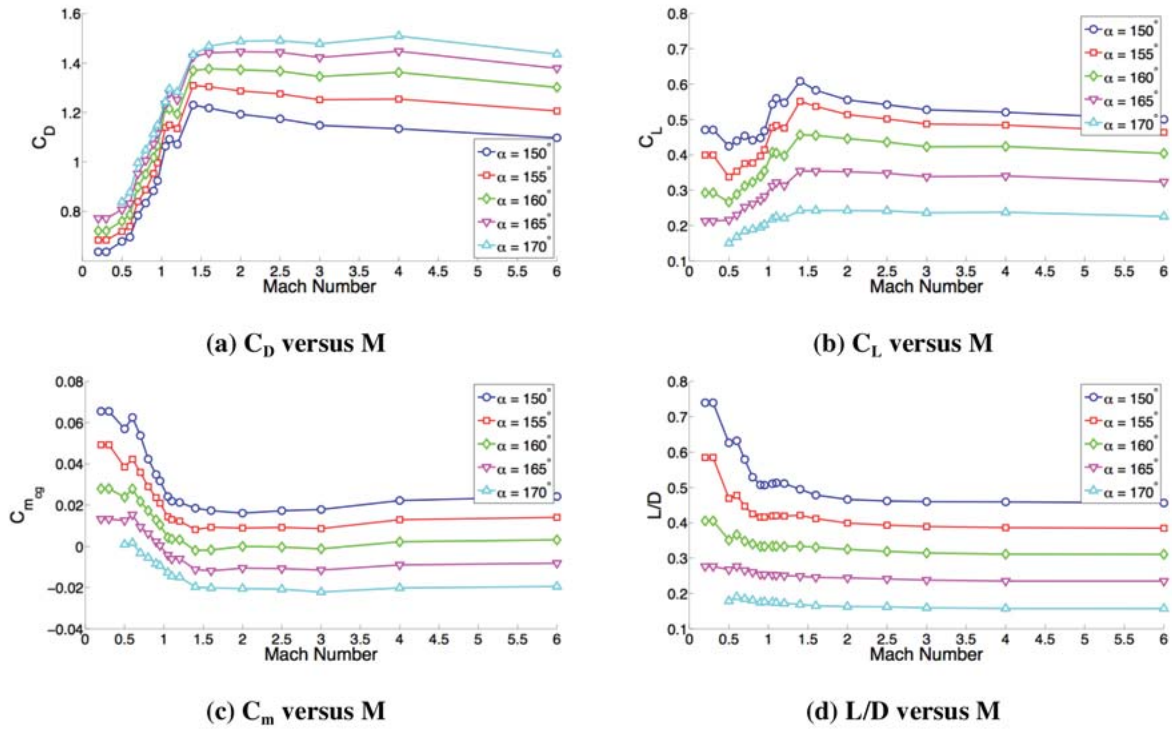 1.6
1.4
1.2
1
0.8
C_D
0 0.5 1 1.5 2 2.5 3 3.5 4 4.5 5 5.5 6
Mach Number
α = 150°
α = 155°
α = 160°
α = 165°
α = 170°
(a) C_D versus M
0.8
0.7
0.6
0.5
0.4
0.3
0.2
0.1
C_L
0 0.5 1 1.5 2 2.5 3 3.5 4 4.5 5 5.5 6
Mach Number
α = 150°
α = 155°
α = 160°
α = 165°
α = 170°
(b) C_L versus M
0.08
0.06
0.04
0.02
0
−0.02
−0.04
C_m_cg
0 0.5 1 1.5 2 2.5 3 3.5 4 4.5 5 5.5 6
Mach Number
α = 150°
α = 155°
α = 160°
α = 165°
α = 170°
(c) C_m versus M
0.8
0.7
0.6
0.5
0.4
0.3
0.2
0.1
L/D
0 0.5 1 1.5 2 2.5 3 3.5 4 4.5 5 5.5 6
Mach Number
α = 150°
α = 155°
α = 160°
α = 165°
α = 170°
(d) L/D versus M